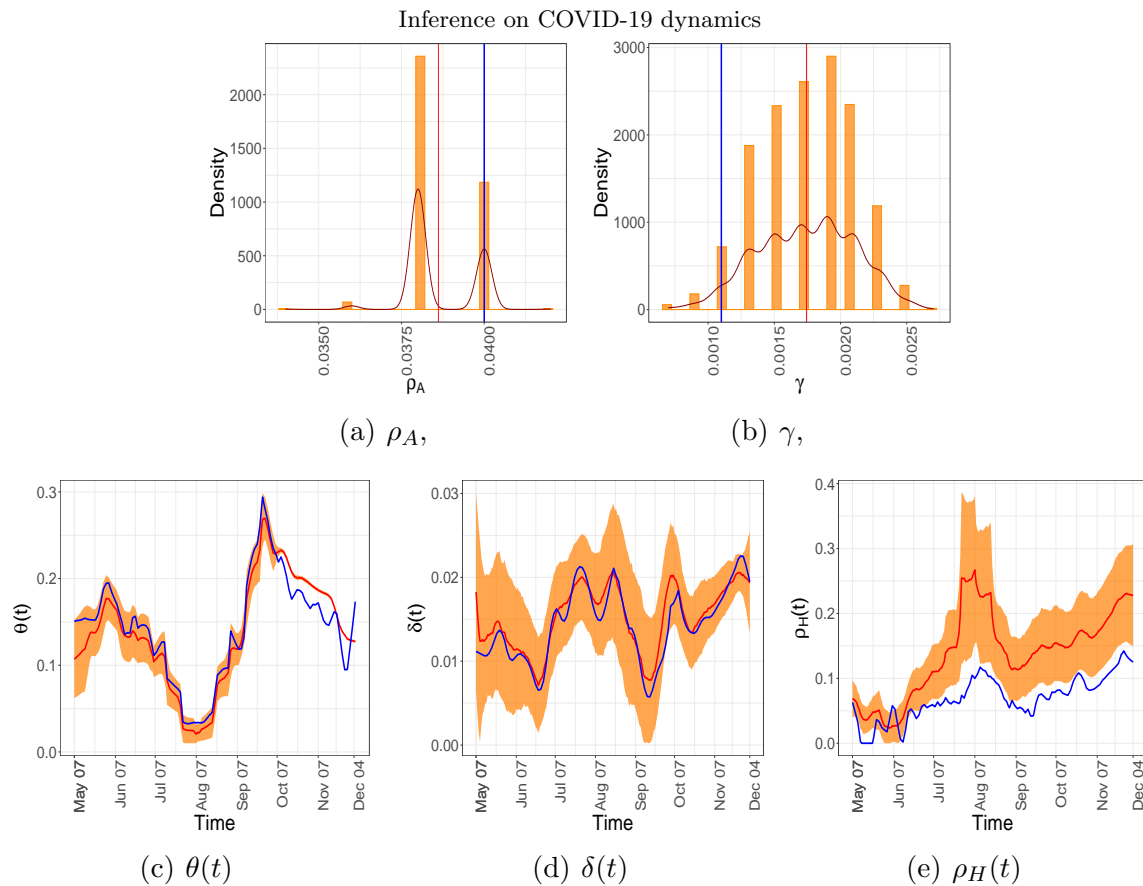 Inference on COVID-19 dynamics
Density
0
500
1000
1500
2000
0.0350
0.0375
0.0400
ρA
(a) ρA,
Density
0
1000
2000
3000
0.0010
0.0015
0.0020
0.0025
γ
(b) γ,
θ(t)
0.0
0.1
0.2
0.3
May 07
Jun 07
Jul 07
Aug 07
Sep 07
Oct 07
Nov 07
Dec 04
Time
(c) θ(t)
δ(t)
0.00
0.01
0.02
0.03
May 07
Jun 07
Jul 07
Aug 07
Sep 07
Oct 07
Nov 07
Dec 04
Time
(d) δ(t)
ρH(t)
0.0
0.1
0.2
0.3
0.4
May 07
Jun 07
Jul 07
Aug 07
Sep 07
Oct 07
Nov 07
Dec 04
Time
(e) ρH(t)